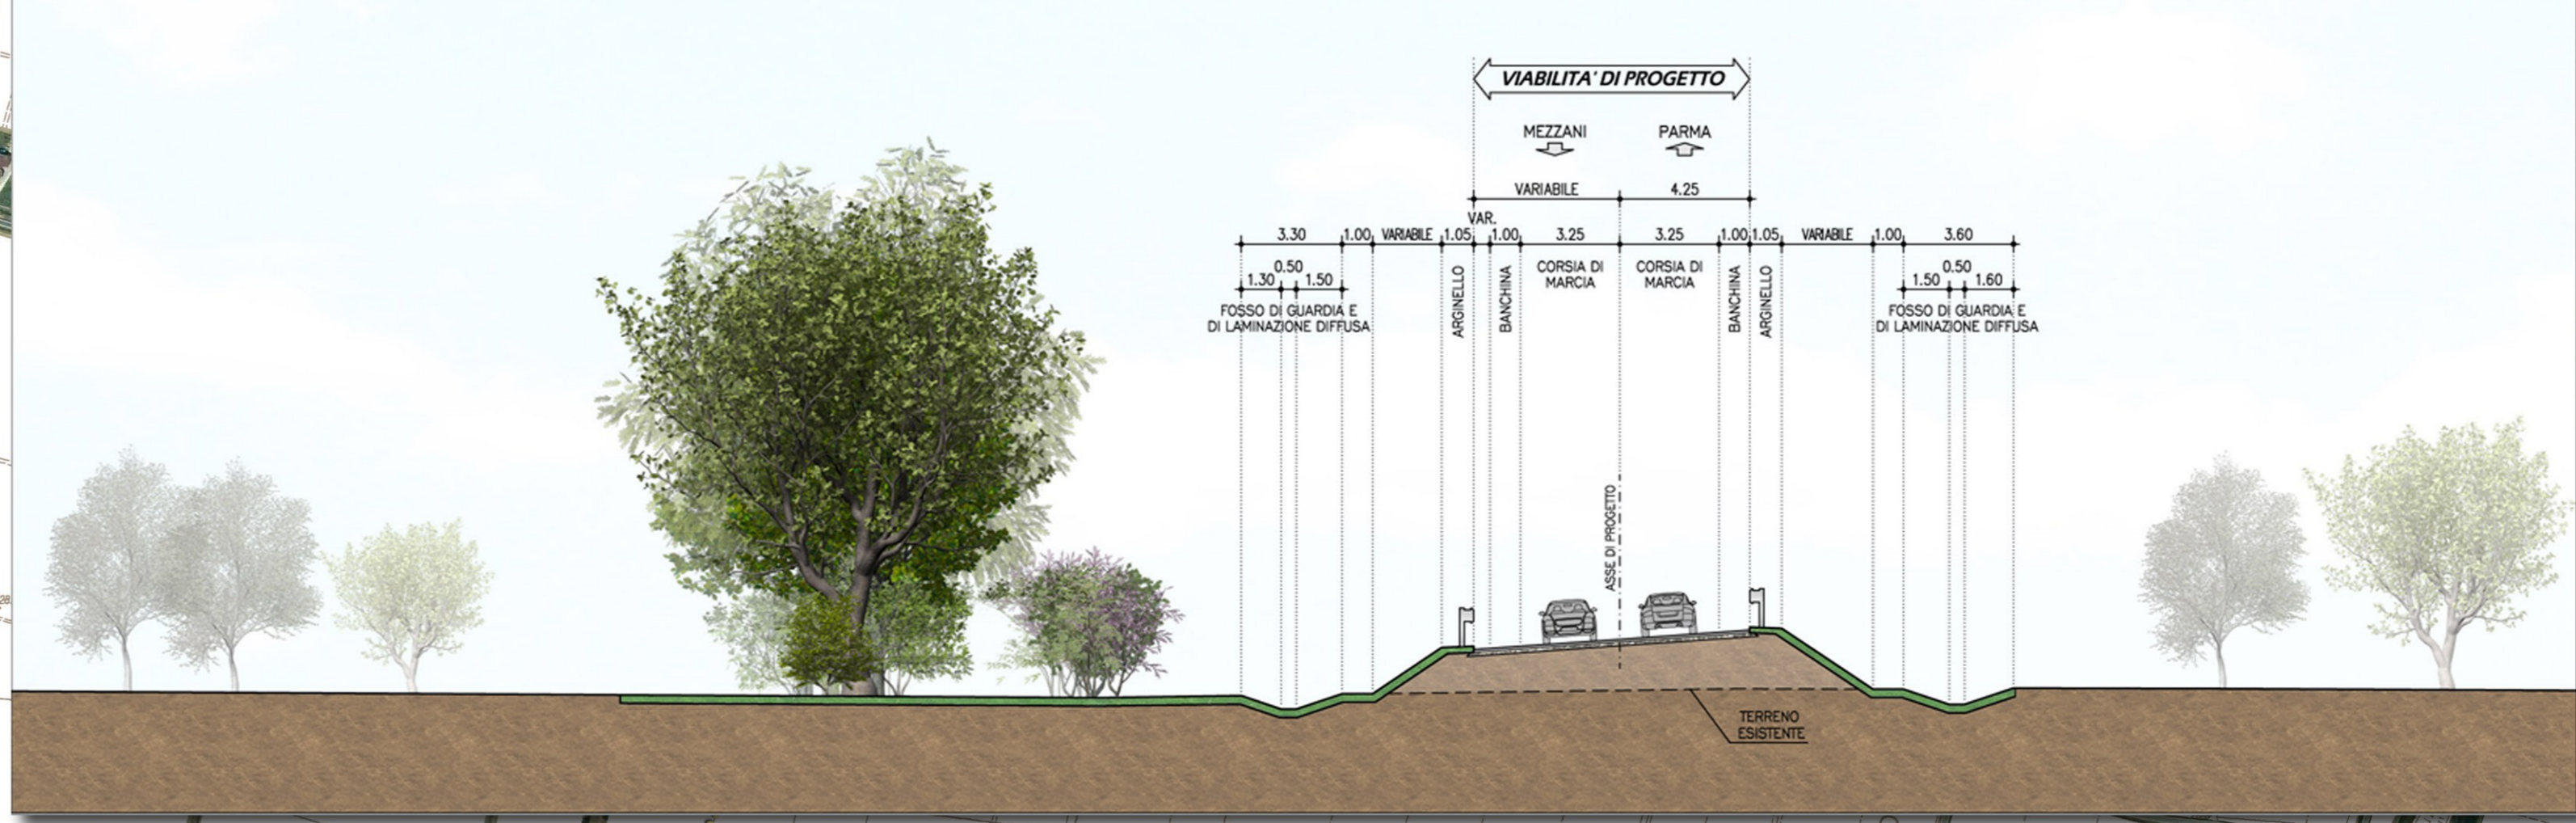 VIABILITA' DI PROGETTO
MEZZANI
PARMA
VARIABILE
4.25
VAR.
3.30
1.00
VARIABILE
1.05
1.00
3.25
3.25
1.00
1.05
VARIABILE
1.00
3.60
0.50
1.30
1.50
FOSSO DI GUARDIA E
DI LAMINAZIONE DIFFUSA
ARGINELLO
BANCHINA
CORSIA DI
MARCIA
CORSIA DI
MARCIA
BANCHINA
ARGINELLO
0.50
1.50
1.60
FOSSO DI GUARDIA E
DI LAMINAZIONE DIFFUSA
ASSE DI PROGETTO
TERRENO
ESISTENTE